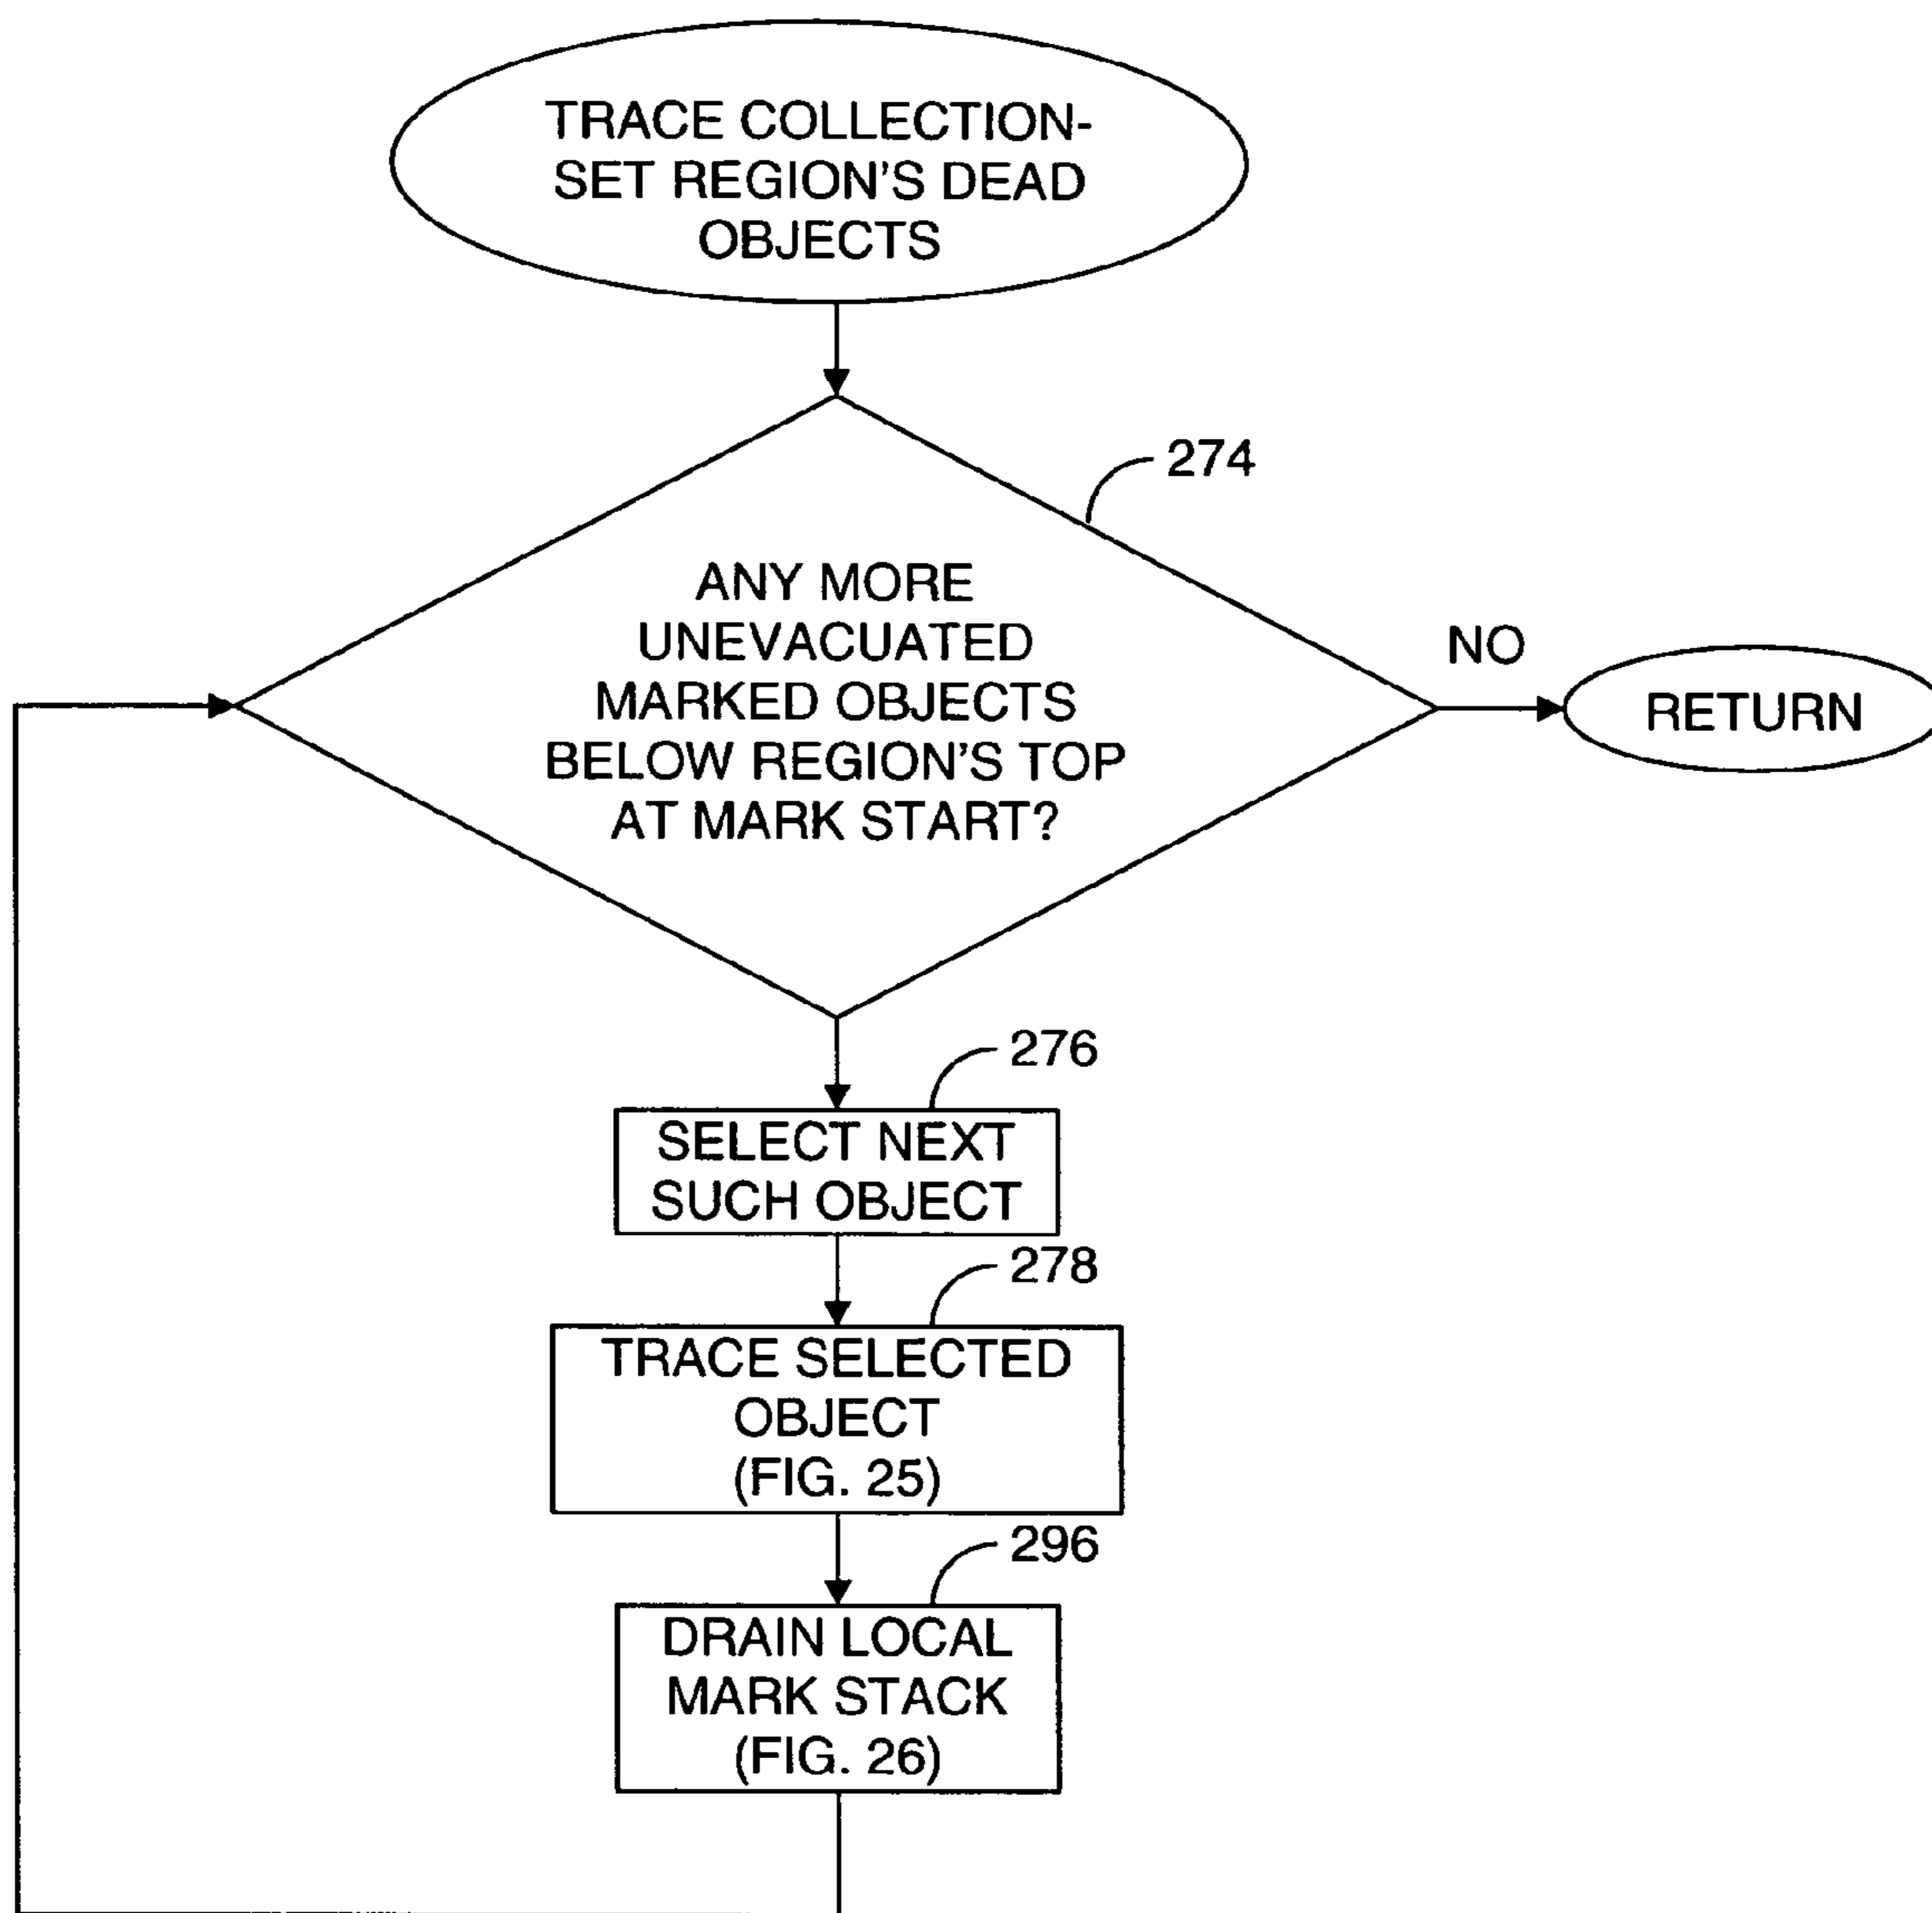 TRACE COLLECTION-
SET REGION'S DEAD
OBJECTS
274
ANY MORE
UNEVACUATED
MARKED OBJECTS
BELOW REGION'S TOP
AT MARK START?
NO
RETURN
276
SELECT NEXT
SUCH OBJECT
278
TRACE SELECTED
OBJECT
(FIG. 25)
296
DRAIN LOCAL
MARK STACK
(FIG. 26)